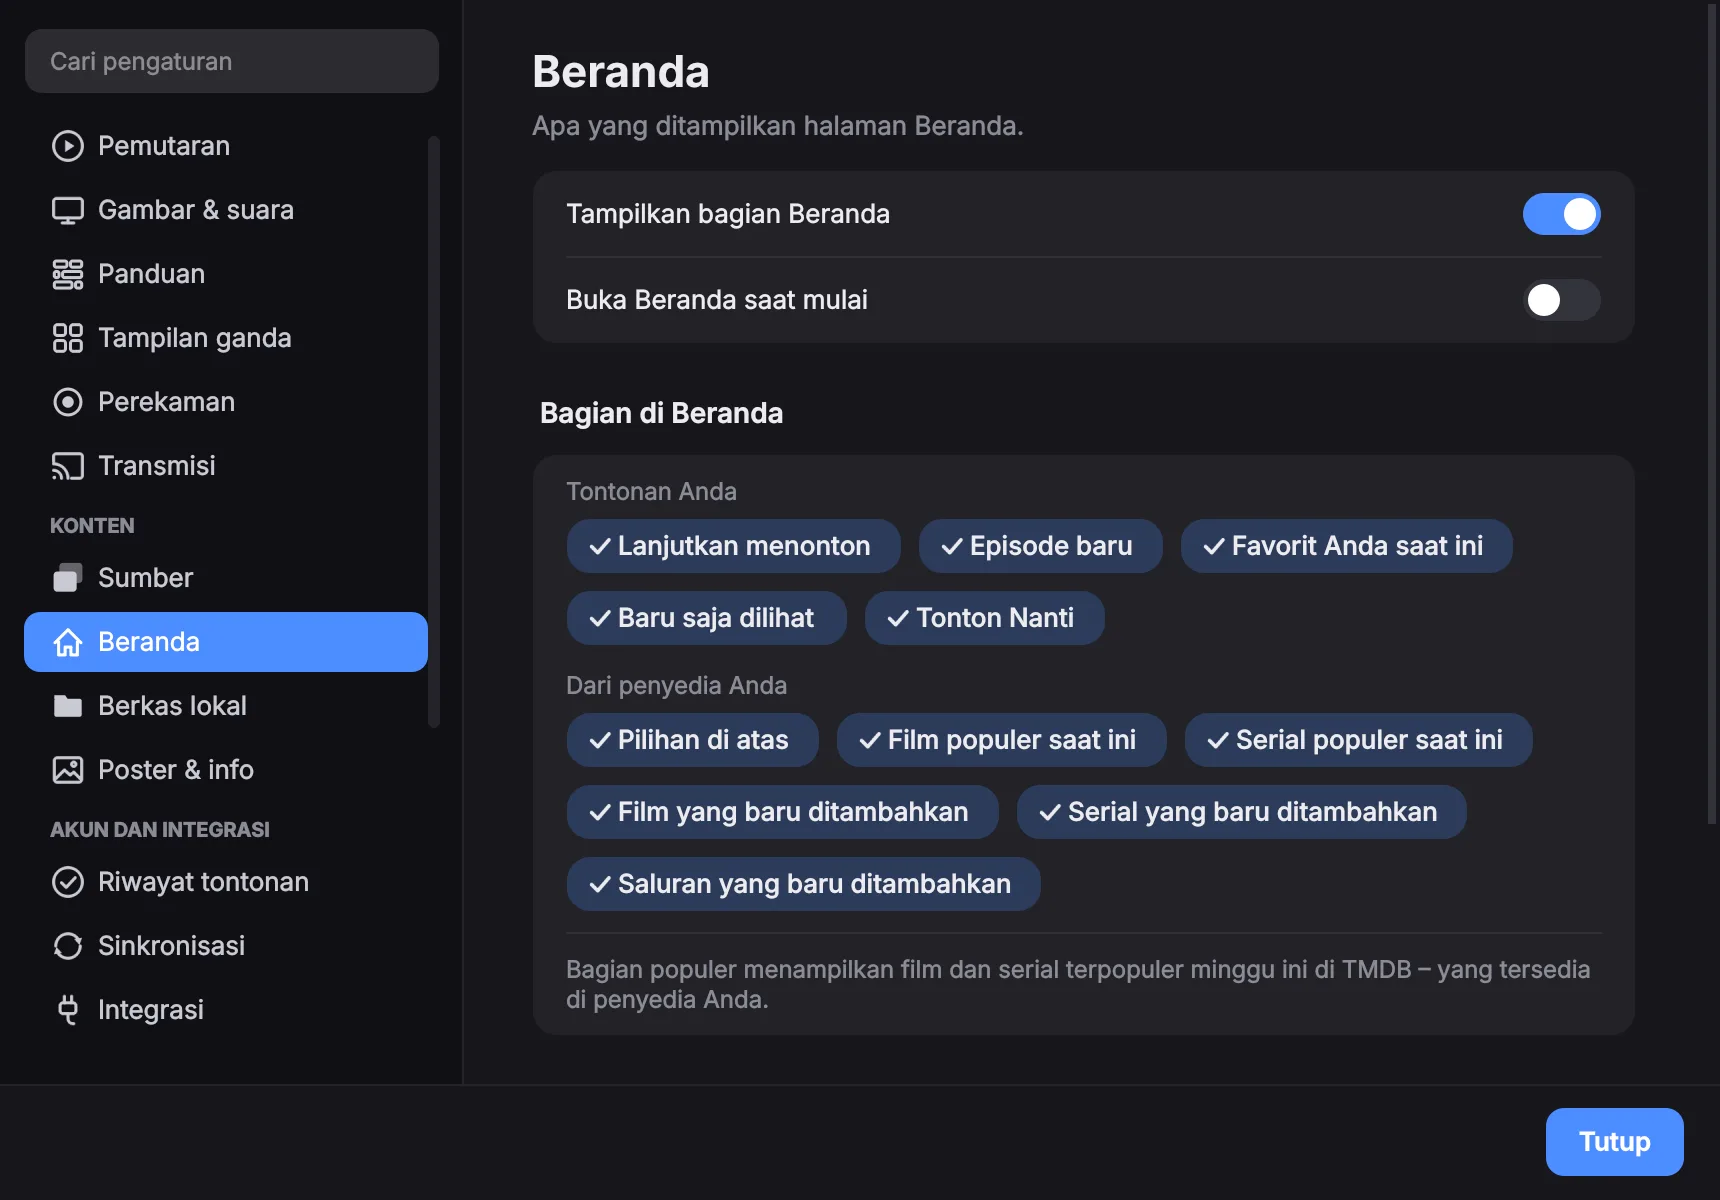 Cari pengaturan
Pemutaran
Gambar & suara
Panduan
Tampilan ganda
Perekaman
Transmisi
KONTEN
Sumber
Beranda
Berkas lokal
Poster & info
AKUN DAN INTEGRASI
Riwayat tontonan
Sinkronisasi
Integrasi
Beranda
Apa yang ditampilkan halaman Beranda.
Tampilkan bagian Beranda
Buka Beranda saat mulai
Bagian di Beranda
Tontonan Anda
Lanjutkan menonton Episode baru Favorit Anda saat ini
Baru saja dilihat Tonton Nanti
Dari penyedia Anda
Pilihan di atas Film populer saat ini Serial populer saat ini
Film yang baru ditambahkan Serial yang baru ditambahkan
Saluran yang baru ditambahkan
Bagian populer menampilkan film dan serial terpopuler minggu ini di TMDB – yang tersedia
di penyedia Anda.
Tutup